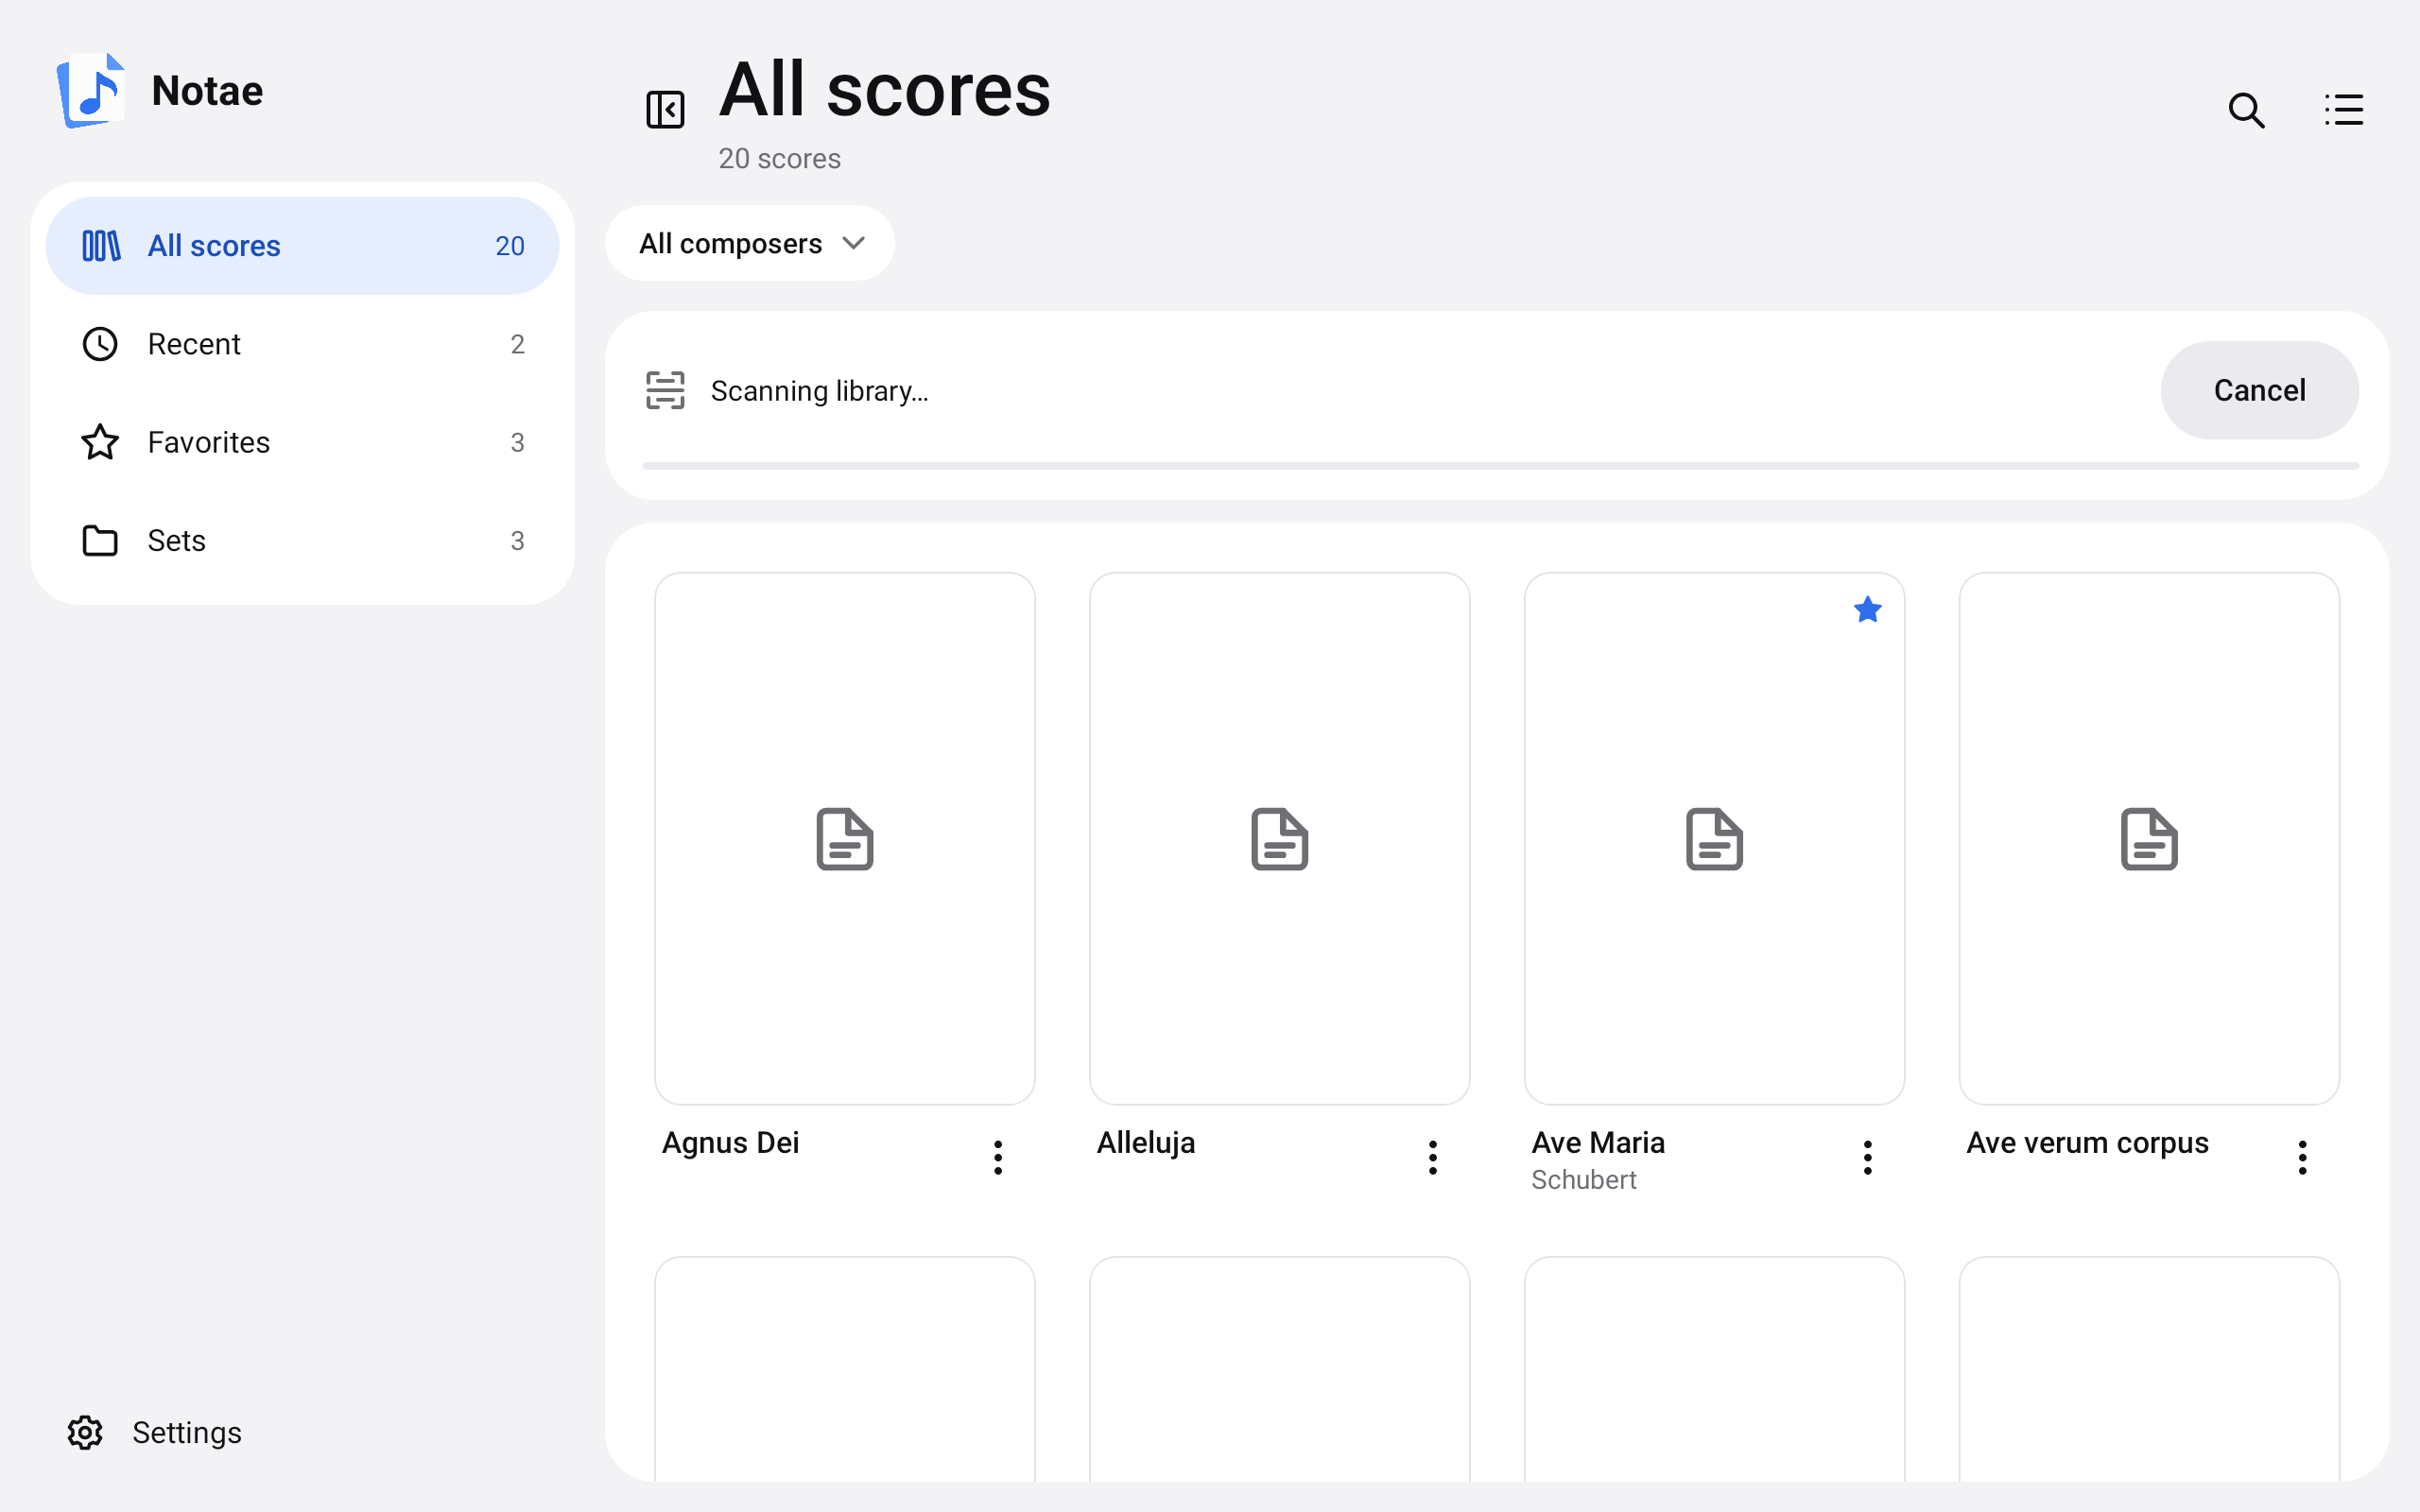 Notae
All scores
20 scores
All scores 20
Recent 2
Favorites 3
Sets 3
All composers
Scanning library...
Cancel
Agnus Dei
Alleluja
Ave Maria
Schubert
Ave verum corpus
Settings